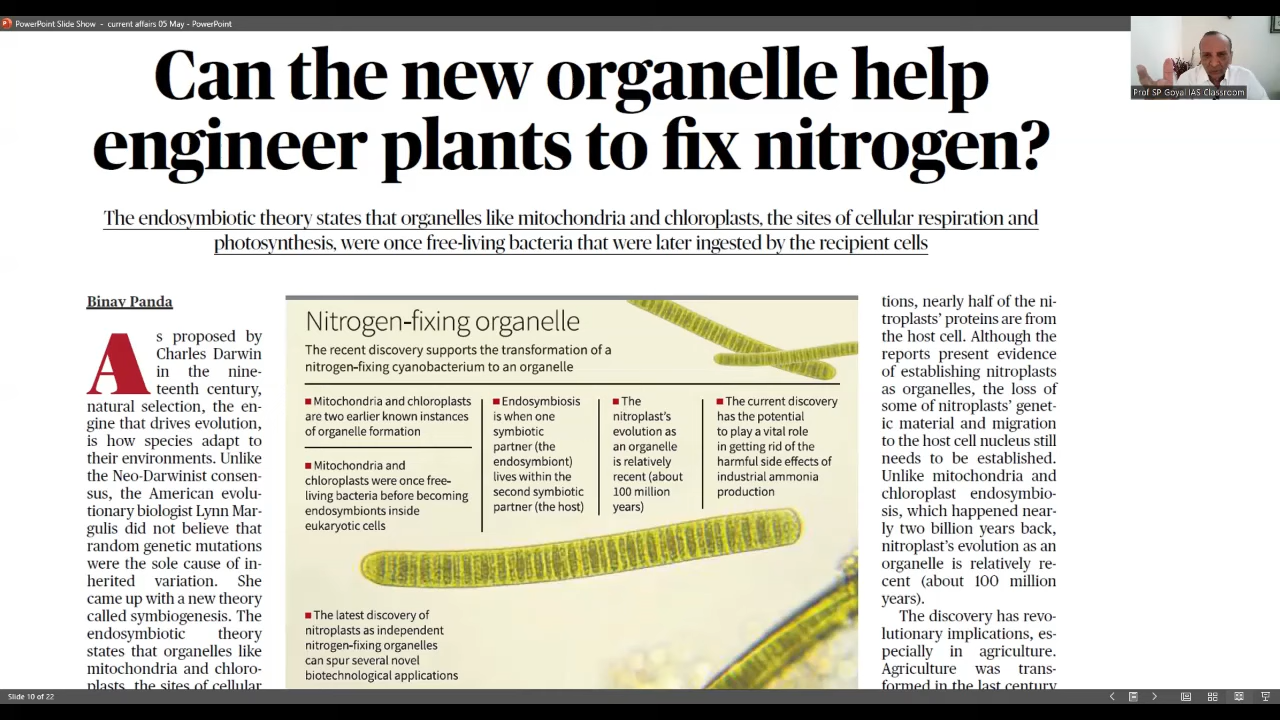 PowerPoint Slide Show - current affairs 05 May - PowerPoint
Prof SP Goyal IAS Classroom
Can the new organelle help
engineer plants to fix nitrogen?
The endosymbiotic theory states that organelles like mitochondria and chloroplasts, the sites of cellular respiration and
photosynthesis, were once free-living bacteria that were later ingested by the recipient cells
Binay Panda
As proposed by
Charles Darwin
in the nine-
teenth century,
natural selection, the en-
gine that drives evolution,
is how species adapt to
their environments. Unlike
the Neo-Darwinist consen-
sus, the American evolu-
tionary biologist Lynn Mar-
gulis did not believe that
random genetic mutations
were the sole cause of in-
herited variation. She
came up with a new theory
called symbiogenesis. The
endosymbiotic theory
states that organelles like
mitochondria and chloro-
plasts, the sites of cellular
Nitrogen-fixing organelle
The recent discovery supports the transformation of a
nitrogen-fixing cyanobacterium to an organelle
■ Mitochondria and chloroplasts
are two earlier known instances
of organelle formation
■ Mitochondria and
chloroplasts were once free-
living bacteria before becoming
endosymbionts inside
eukaryotic cells
■ Endosymbiosis
is when one
symbiotic
partner (the
endosymbiont)
lives within the
second symbiotic
partner (the host)
■ The
nitroplast's
evolution as
an organelle
is relatively
recent (about
100 million
years)
■ The current discovery
has the potential
to play a vital role
in getting rid of the
harmful side effects of
industrial ammonia
production
■ The latest discovery of
nitroplasts as independent
nitrogen-fixing organelles
can spur several novel
biotechnological applications
tions, nearly half of the ni-
troplasts' proteins are from
the host cell. Although the
reports present evidence
of establishing nitroplasts
as organelles, the loss of
some of nitroplasts' genet-
ic material and migration
to the host cell nucleus still
needs to be established.
Unlike mitochondria and
chloroplast endosymbio-
sis, which happened near-
ly two billion years back,
nitroplast's evolution as an
organelle is relatively re-
cent (about 100 million
years).
The discovery has revo-
lutionary implications, es-
pecially in agriculture.
Agriculture was trans-
formed in the last century
Slide 10 of 22